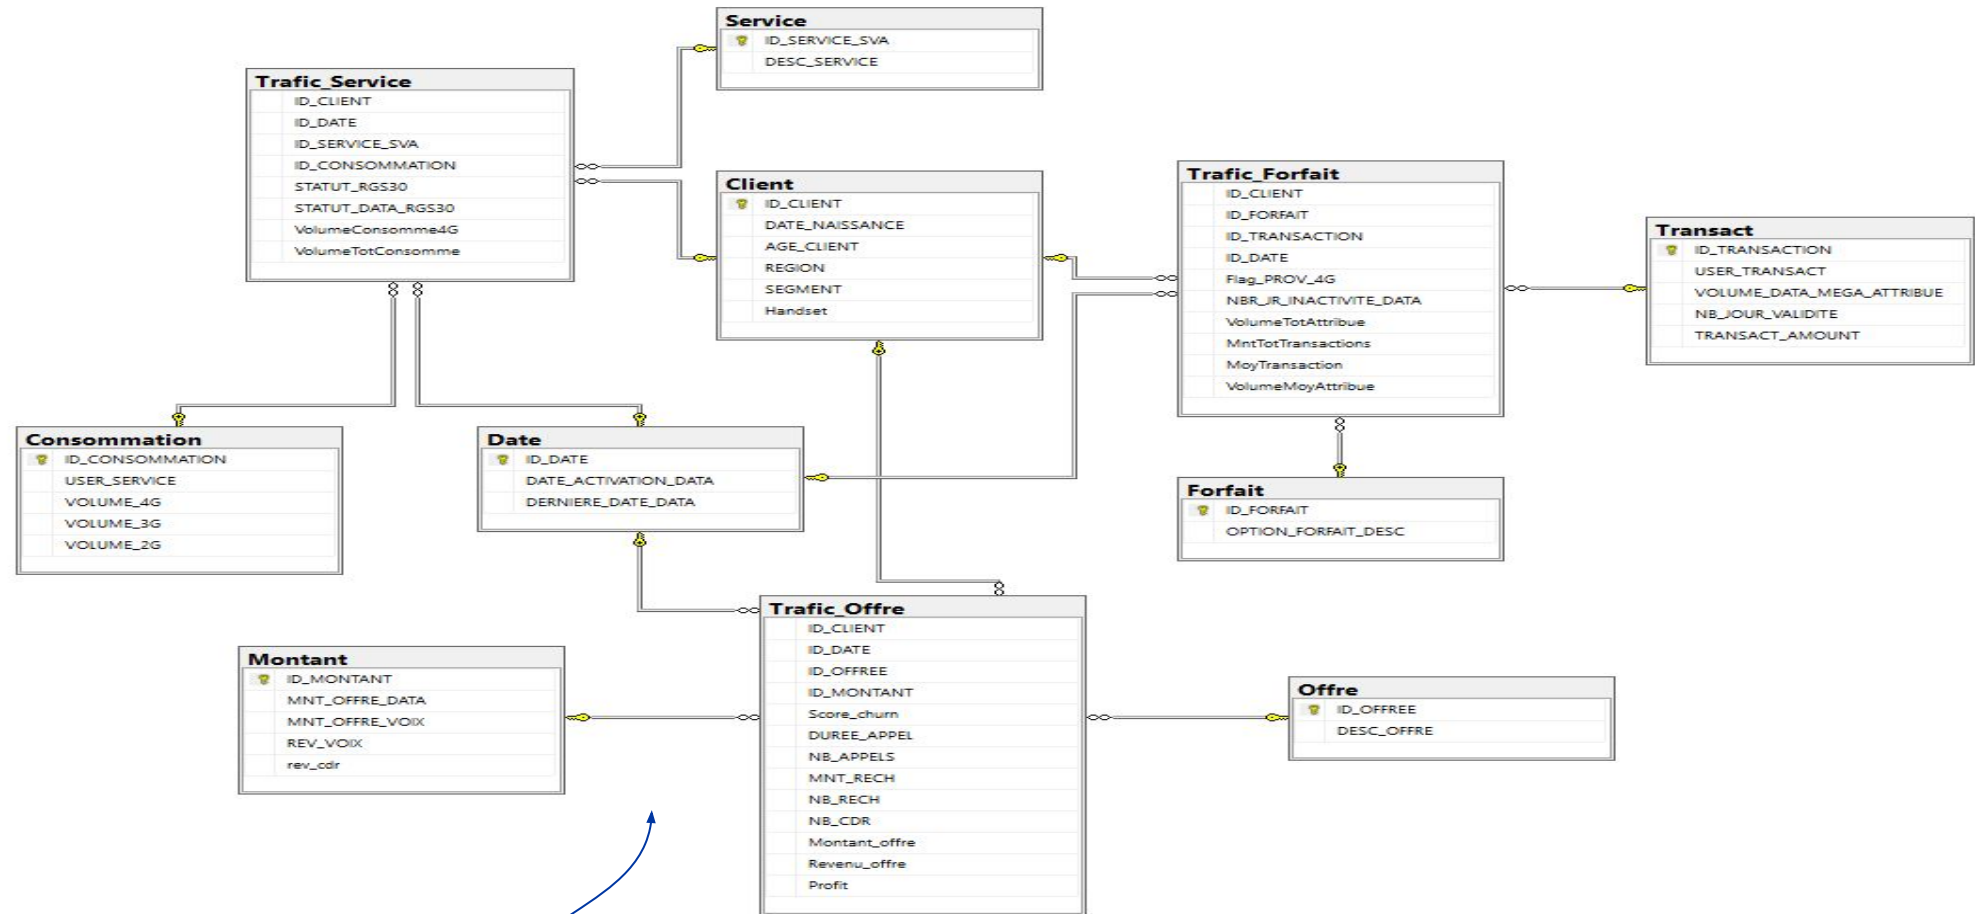 Service
ID_SERVICE_SVA
DESC_SERVICE
Trafic_Service
ID_CLIENT
ID_DATE
ID_SERVICE_SVA
ID_CONSOMMATION
STATUT_RGS30
STATUT_DATA_RGS30
VolumeConsomme4G
VolumeTotConsomme
Client
ID_CLIENT
DATE_NAISSANCE
AGE_CLIENT
REGION
SEGMENT
Handset
Trafic_Forfait
ID_CLIENT
ID_FORFAIT
ID_TRANSACTION
ID_DATE
Flag_PROV_4G
NBR_JR_INACTIVITE_DATA
VolumeTotAttribue
MntTotTransactions
MoyTransaction
VolumeMoyAttribue
Transact
ID_TRANSACTION
USER_TRANSACT
VOLUME_DATA_MEGA_ATTRIBUE
NB_JOUR_VALIDITE
TRANSACT_AMOUNT
Consommation
ID_CONSOMMATION
USER_SERVICE
VOLUME_4G
VOLUME_3G
VOLUME_2G
Date
ID_DATE
DATE_ACTIVATION_DATA
DERNIERE_DATE_DATA
Forfait
ID_FORFAIT
OPTION_FORFAIT_DESC
Trafic_Offre
ID_CLIENT
ID_DATE
ID_OFFREE
ID_MONTANT
Score_churn
DUREE_APPEL
NB_APPELS
MNT_RECH
NB_RECH
NB_CDR
Montant_offre
Revenu_offre
Profit
Montant
ID_MONTANT
MNT_OFFRE_DATA
MNT_OFFRE_VOIX
REV_VOIX
rev_cdr
Offre
ID_OFFREE
DESC_OFFRE